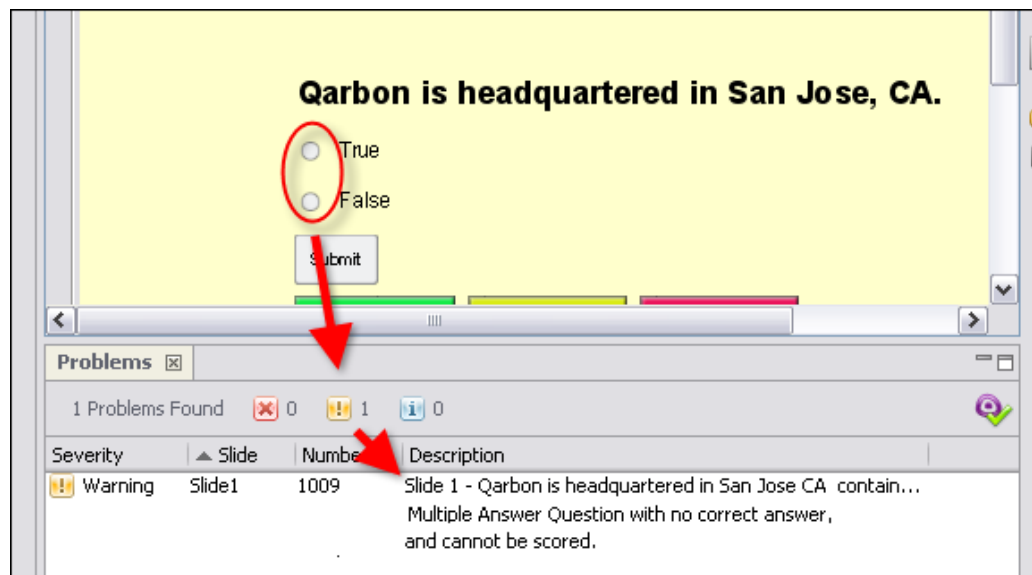 Qarbon is headquartered in San Jose, CA.
True
False
Submit
Problems
1 Problems Found 0 1 0
Severity Slide Numbe Description
Warning Slide1 1009 Slide 1 - Qarbon is headquartered in San Jose CA contain...
Multiple Answer Question with no correct answer,
and cannot be scored.